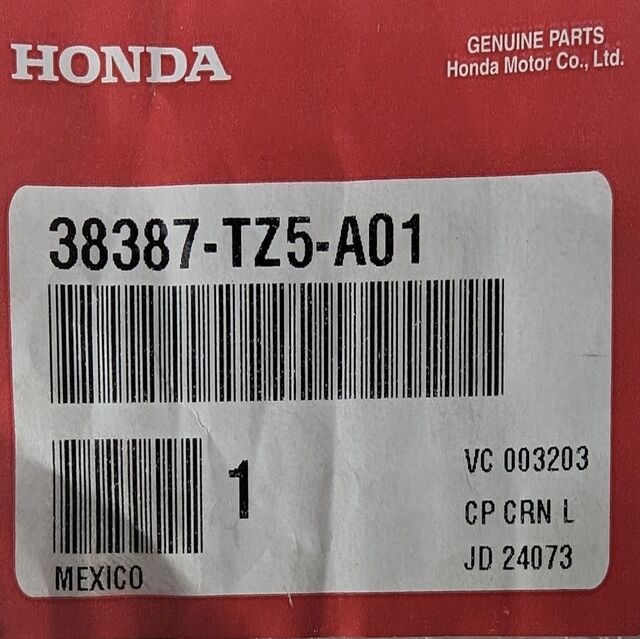 HONDA
GENUINE PARTS
Honda Motor Co., Ltd.
38387-TZ5-A01
1
VC 003203
CP CRN L
JD 24073
MEXICO